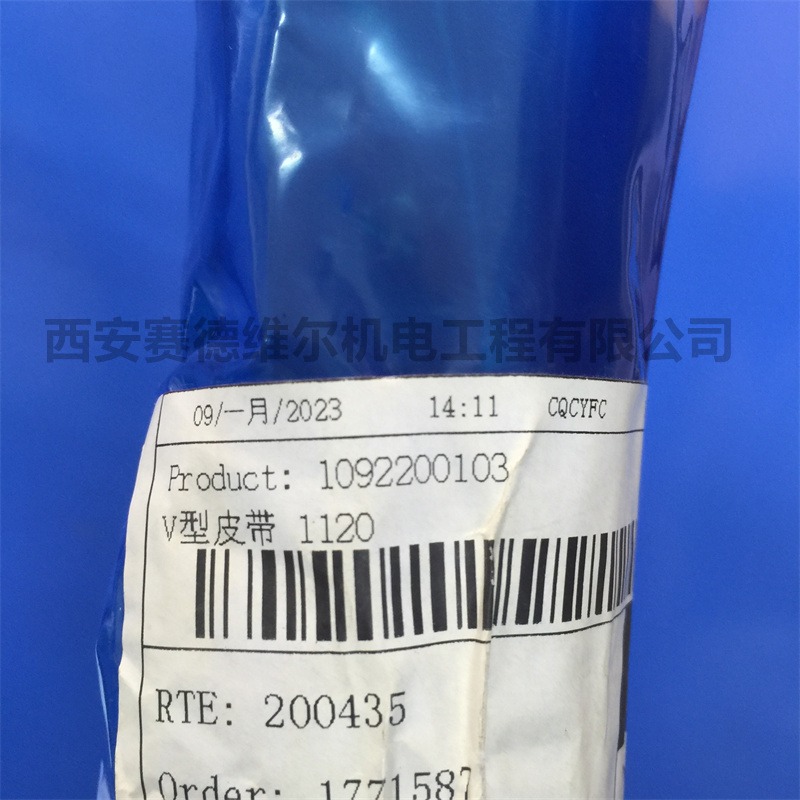 西安赛德维尔机电工程有限公司
09/一月/2023 14:11 CQCYFC
Product: 1092200103
V型皮带 1120
RTE: 200435
Order: 1771587